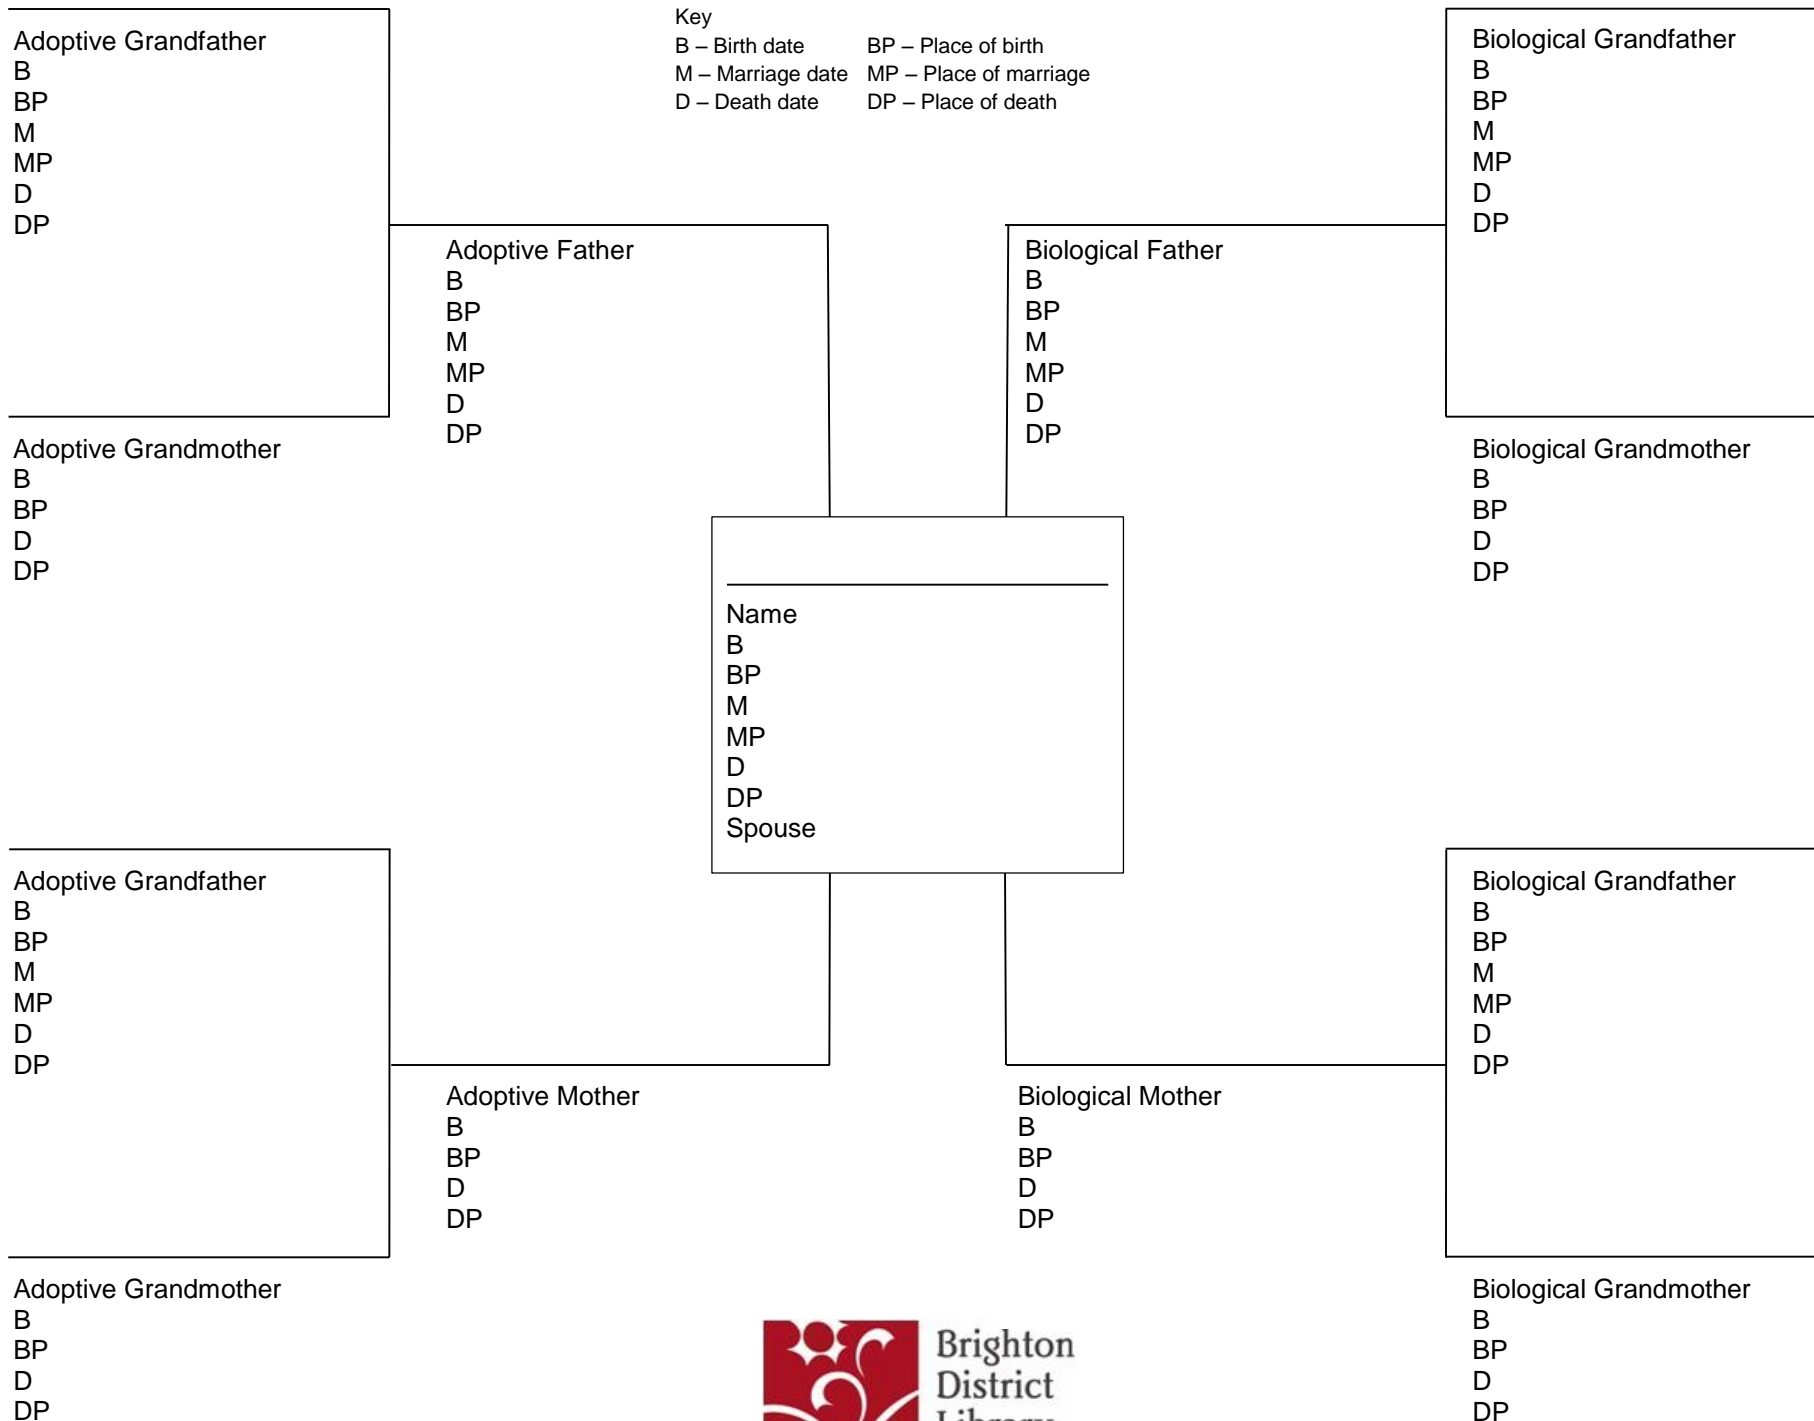 Adoptive Grandfather
B
BP
M
MP
D
DP
Adoptive Grandmother
B
BP
D
DP
Adoptive Father
B
BP
M
MP
D
DP
Key
B – Birth date BP – Place of birth
M – Marriage date MP – Place of marriage
D – Death date DP – Place of death
Biological Father
B
BP
M
MP
D
DP
Biological Grandfather
B
BP
M
MP
D
DP
Biological Grandmother
B
BP
D
DP
Name
B
BP
M
MP
D
DP
Spouse
Adoptive Grandfather
B
BP
M
MP
D
DP
Adoptive Grandmother
B
BP
D
DP
Adoptive Mother
B
BP
D
DP
Biological Mother
B
BP
D
DP
Biological Grandfather
B
BP
M
MP
D
DP
Biological Grandmother
B
BP
D
DP
Brighton
District
Library